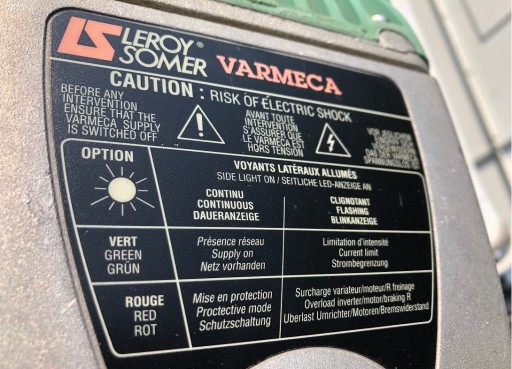 LEROY®
SOMER
VARMECA
CAUTION : RISK OF ELECTRIC SHOCK
BEFORE ANY
INTERVENTION
ENSURE THAT THE
VARMECA SUPPLY
IS SWITCHED OFF
AVANT TOUTE
INTERVENTION
S'ASSURER QUE
LE VARMECA EST
HORS TENSION
VOR JEGLICHEM
OPTION
VOYANTS LATÉRAUX ALLUMÉS
SIDE LIGHT ON / SEITLICHE LED-ANZEIGE AN
CONTINU
CONTINUOUS
DAUERANZEIGE
CLIGNOTANT
FLASHING
BLINKANZEIGE
VERT
GREEN
GRÜN
Présence réseau
Supply on
Netz vorhanden
Limitation d'intensité
Current limit
Strombegrenzung
ROUGE
RED
ROT
Mise en protection
Proctective mode
Schutzschaltung
Surcharge variateur/moteur/R freinage
Overload inverter/motor/braking R
Uberlast Umrichter/Motoren/Bremswiderstand